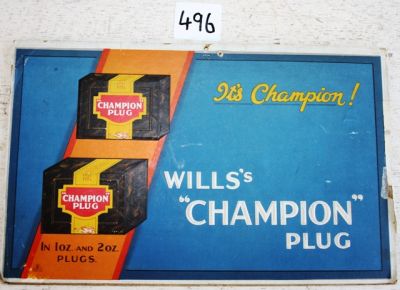 496
It's Champion!
CHAMPION
PLUG
WILLS's
"CHAMPION"
PLUG
"CHAMPION"
PLUG
IN 1OZ. AND 2OZ.
PLUGS.